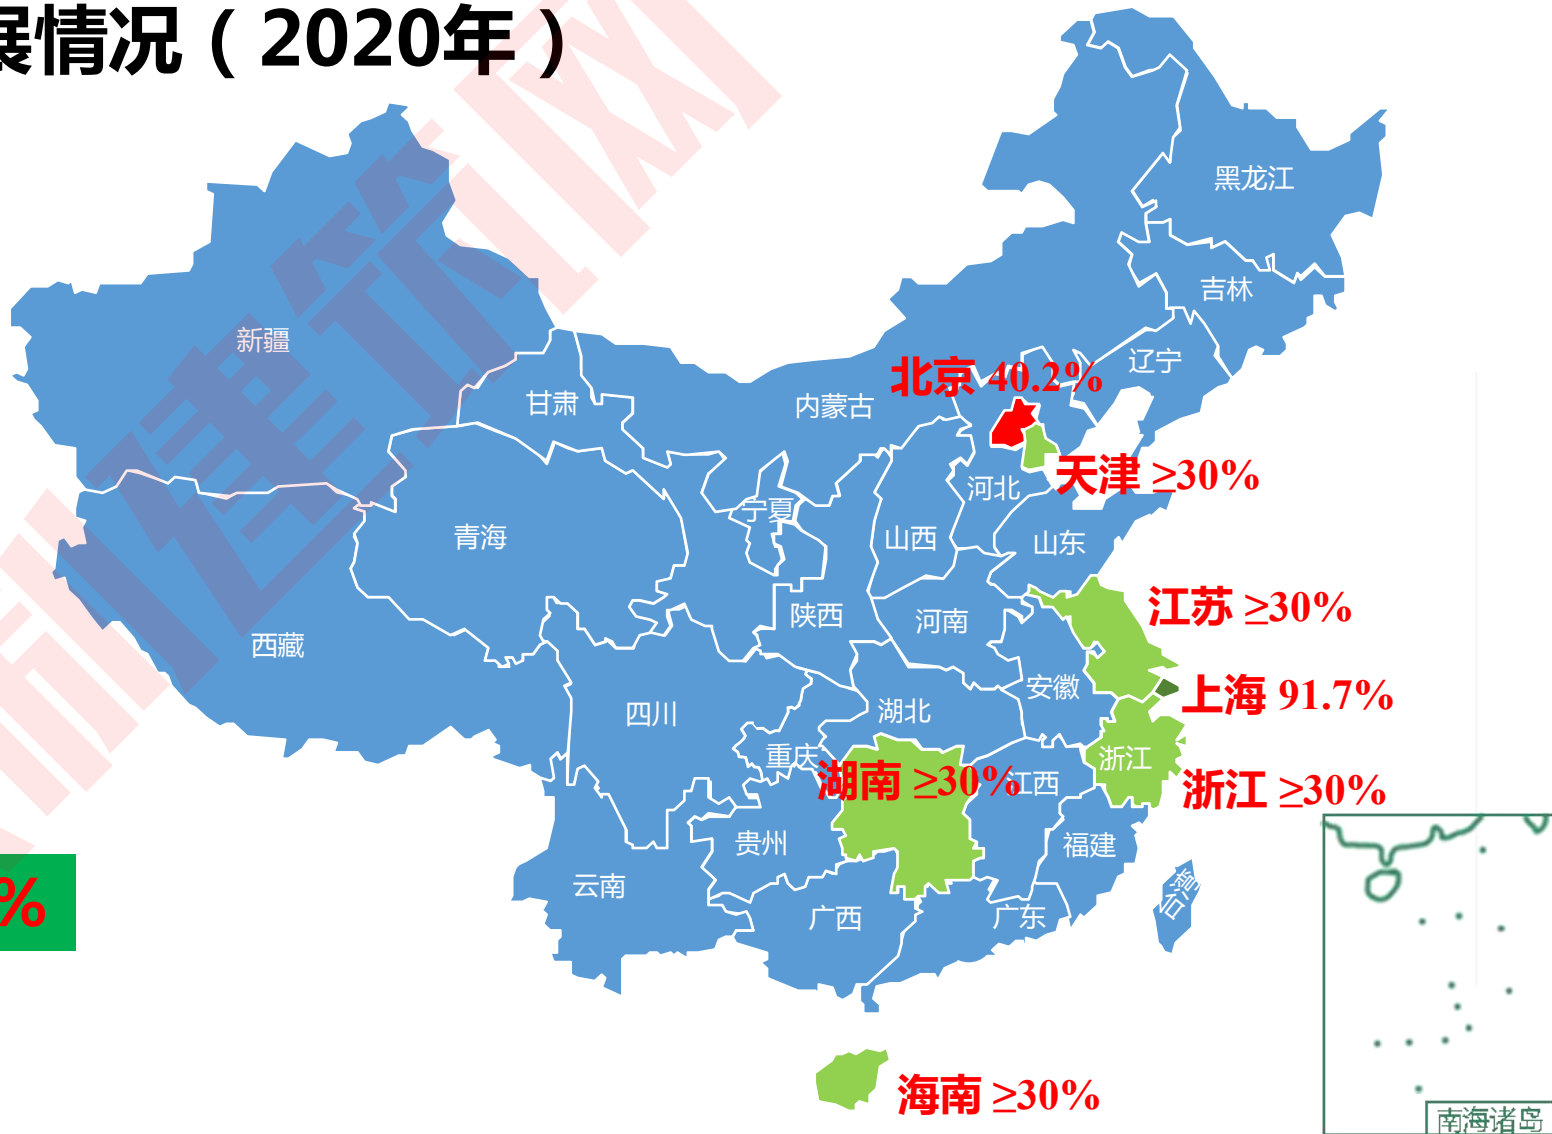 展情况（2020年）
黑龙江
吉林
新疆
辽宁
北京 40.2%
甘肃
内蒙古
天津 ≥30%
河北
宁夏
青海
山西
山东
江苏 ≥30%
陕西
河南
西藏
安徽
上海 91.7%
四川
湖北
重庆
浙江
湖南 ≥30%
江西
浙江 ≥30%
贵州
福建
%
云南
台湾
广西
广东
海南 ≥30%
南海诸岛
建筑网